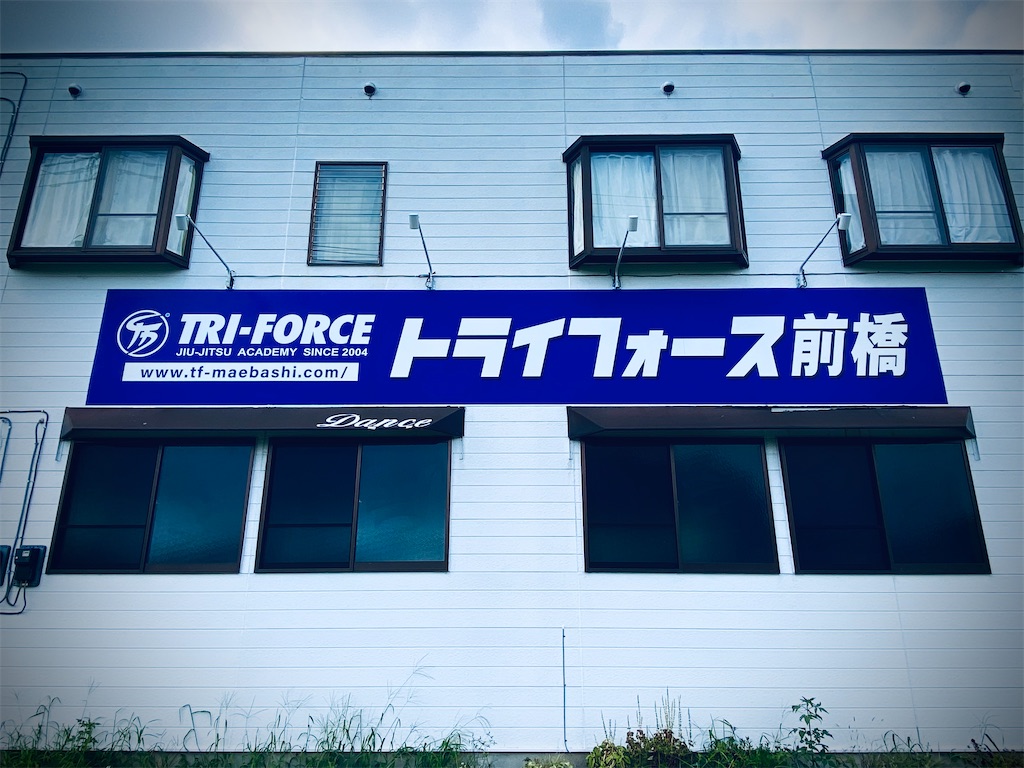 TRI-FORCE
JIU-JITSU ACADEMY SINCE 2004
www.tf-maebashi.com/
トライフォース前橋
Dance